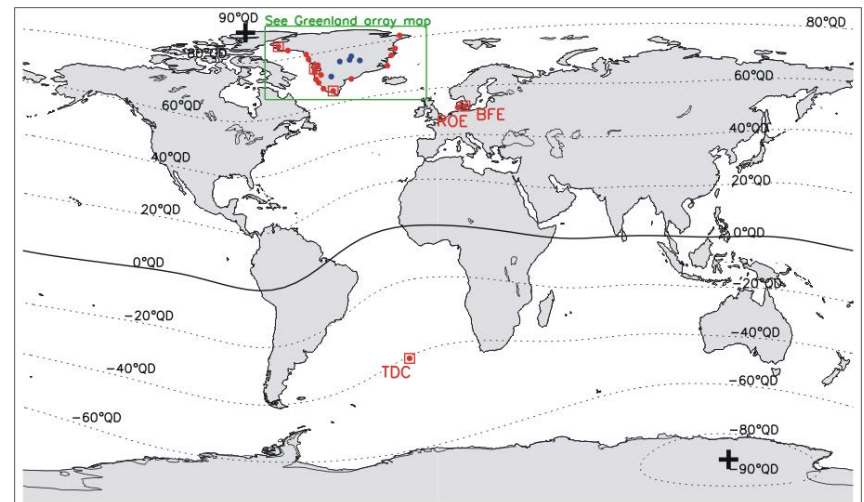 90°QD
See Greenland array map
80°QD
80°QD
60°QD
60°QD
ROE
BFE
40°QD
40°QD
20°QD
20°QD
0°QD
0°QD
−20°QD
−20°QD
−40°QD
TDC
−40°QD
−60°QD
−60°QD
−80°QD
−90°QD